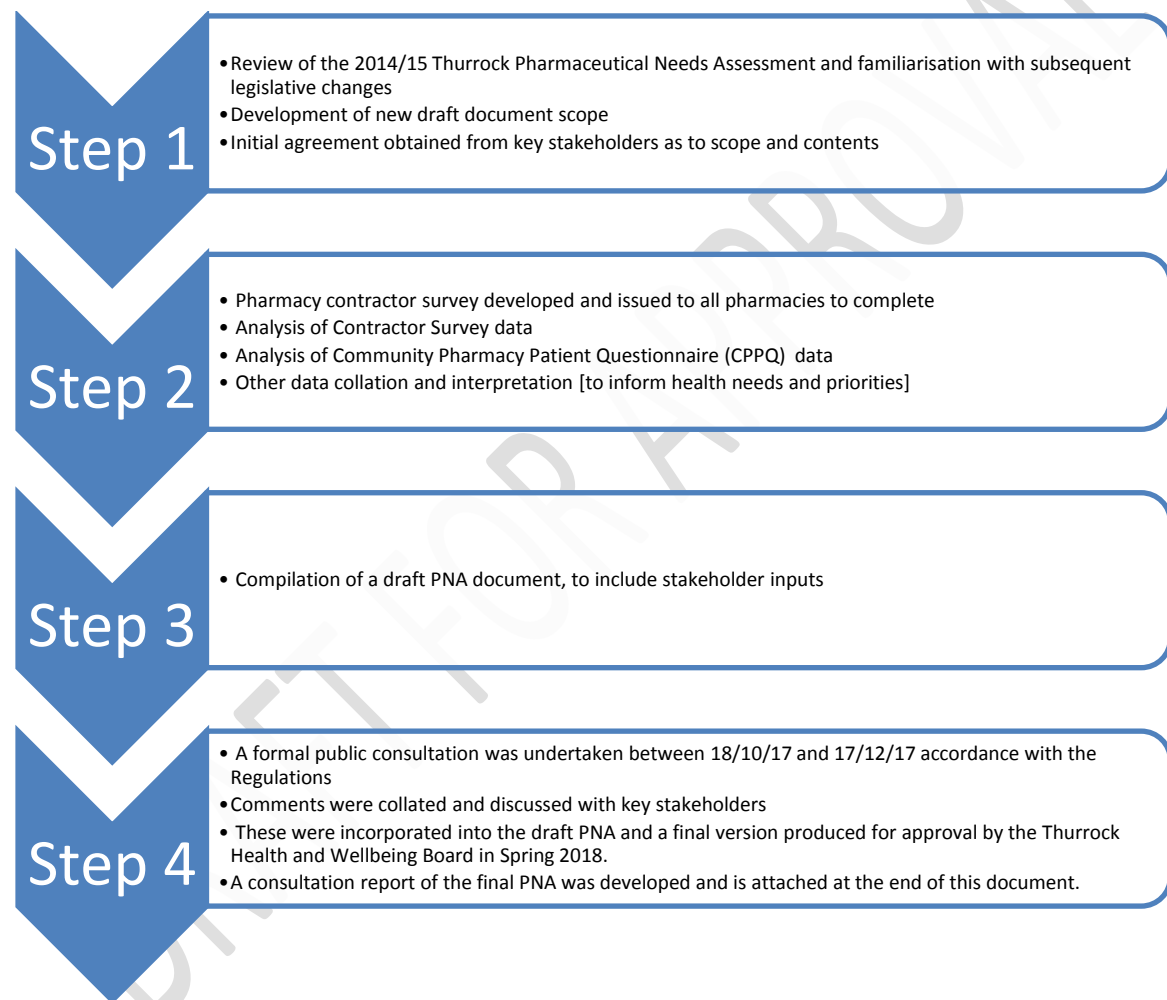 Step 1
•Review of the 2014/15 Thurrock Pharmaceutical Needs Assessment and familiarisation with subsequent
legislative changes
•Development of new draft document scope
•Initial agreement obtained from key stakeholders as to scope and contents
Step 2
• Pharmacy contractor survey developed and issued to all pharmacies to complete
• Analysis of Contractor Survey data
• Analysis of Community Pharmacy Patient Questionnaire (CPPQ) data
• Other data collation and interpretation [to inform health needs and priorities]
Step 3
• Compilation of a draft PNA document, to include stakeholder inputs
Step 4
• A formal public consultation was undertaken between 18/10/17 and 17/12/17 accordance with the
Regulations
•Comments were collated and discussed with key stakeholders
• These were incorporated into the draft PNA and a final version produced for approval by the Thurrock
Health and Wellbeing Board in Spring 2018.
•A consultation report of the final PNA was developed and is attached at the end of this document.
DRAFT FOR APPROVAL